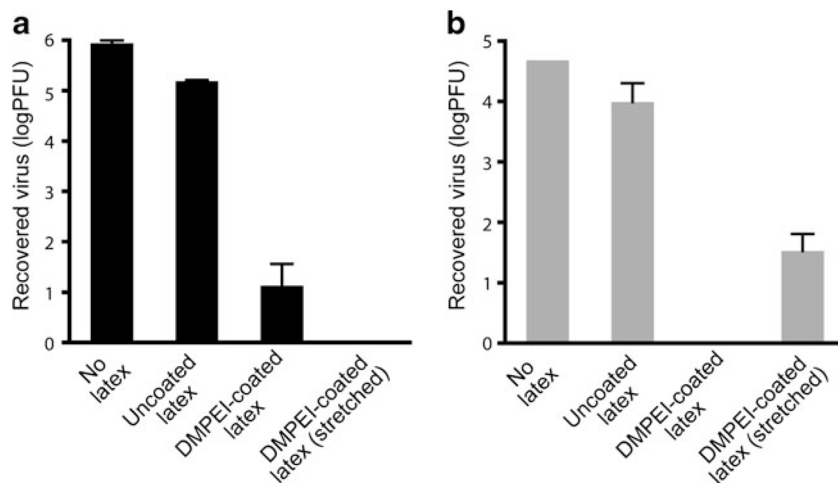 a
Recovered virus (logPFU)
6
5
4
3
2
1
0
No
latex
Uncoated
latex
DMPEI-coated
latex
DMPEI-coated
latex (stretched)
b
Recovered virus (logPFU)
5
4
3
2
1
0
No
latex
Uncoated
latex
DMPEI-coated
latex
DMPEI-coated
latex (stretched)